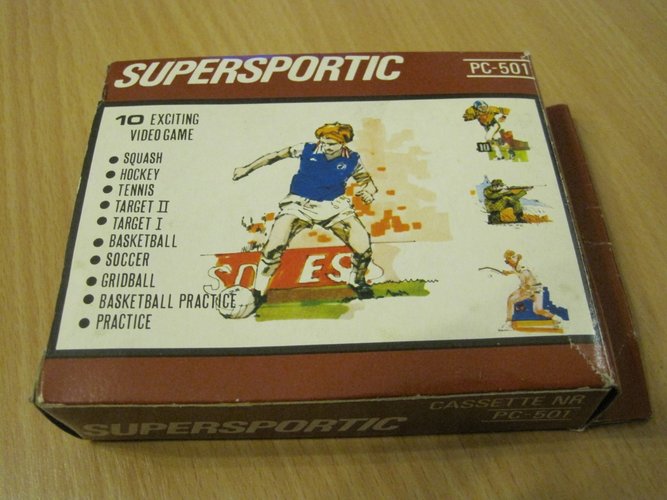 SUPERSPORTIC
PC-501
10 EXCITING
VIDEO GAME
● SQUASH
● HOCKEY
● TENNIS
● TARGET II
● TARGET I
● BASKETBALL
● SOCCER
● GRIDBALL
● BASKETBALL PRACTICE
● PRACTICE
10
SUPERSPORTIC
CASSETTE NR
PC-501